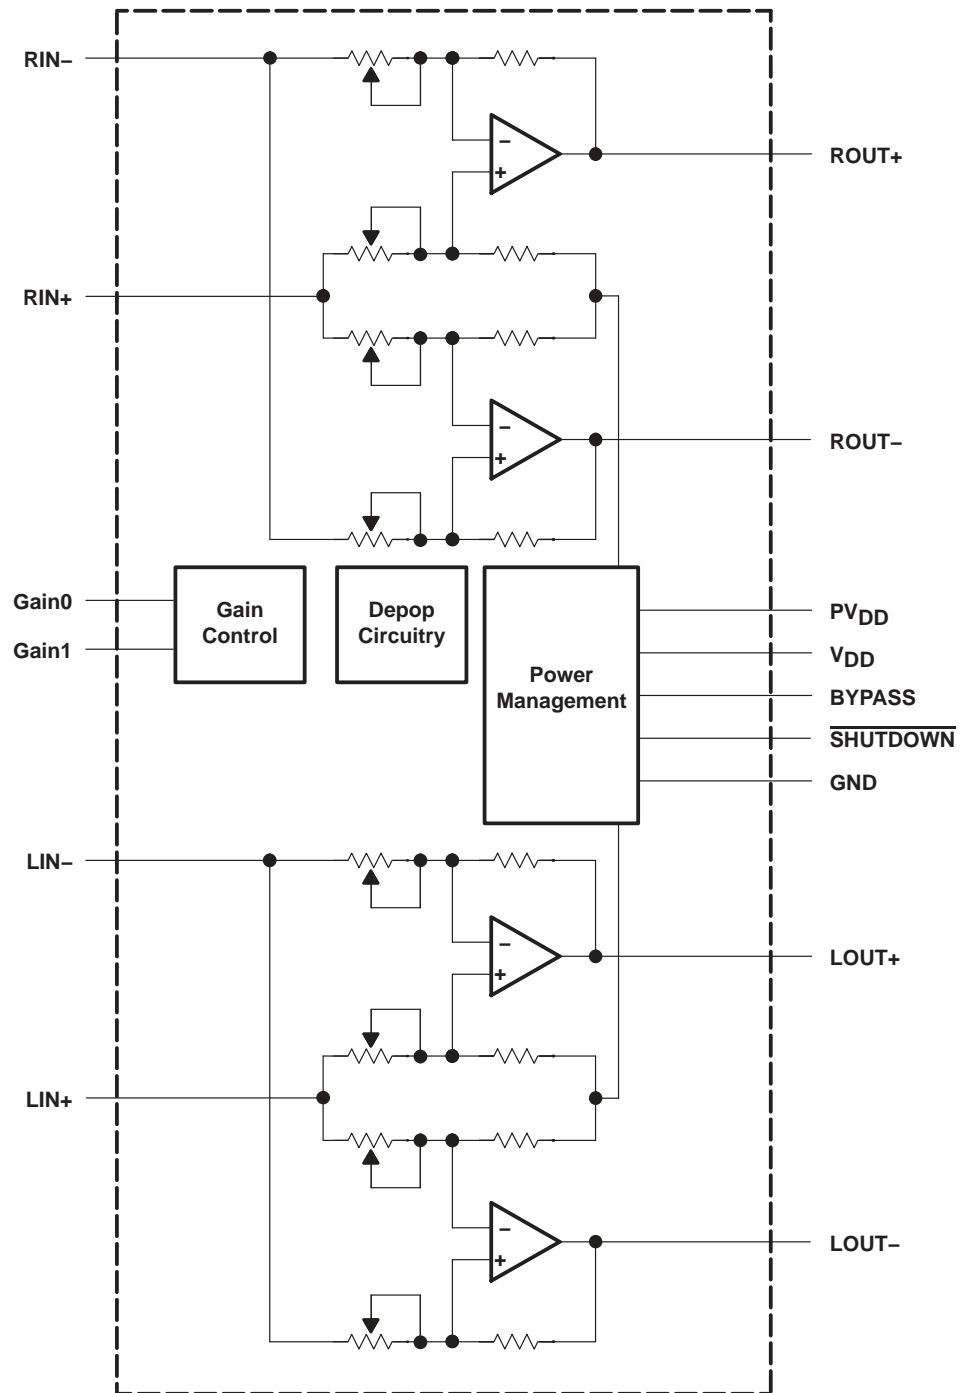 RIN−
−
+
ROUT+
RIN+
−
+
ROUT−
Gain0
Gain1
Gain
Control
Depop
Circuitry
Power
Management
PVDD
VDD
BYPASS
SHUTDOWN
GND
LIN−
−
+
LOUT+
LIN+
−
+
LOUT−